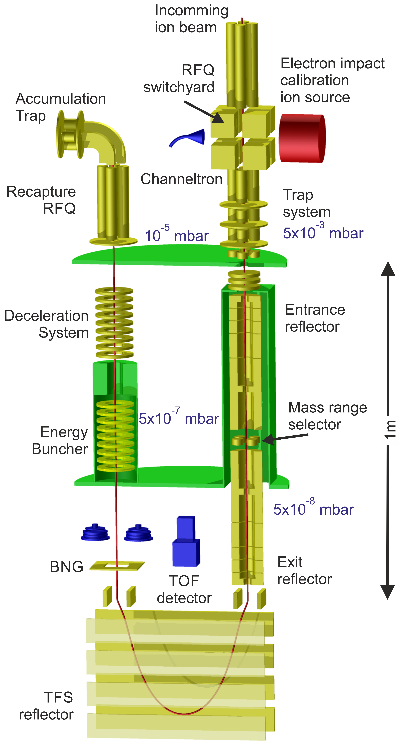 Incomming
ion beam
RFQ
switchyard
Electron impact
calibration
ion source
Accumulation
Trap
Channeltron
Recapture
RFQ
Trap
system
10⁻⁵ mbar
5x10⁻³ mbar
Deceleration
System
Entrance
reflector
Mass range
selector
1m
5x10⁻⁷ mbar
Energy
Buncher
5x10⁻⁸ mbar
BNG
TOF
detector
Exit
reflector
TFS
reflector